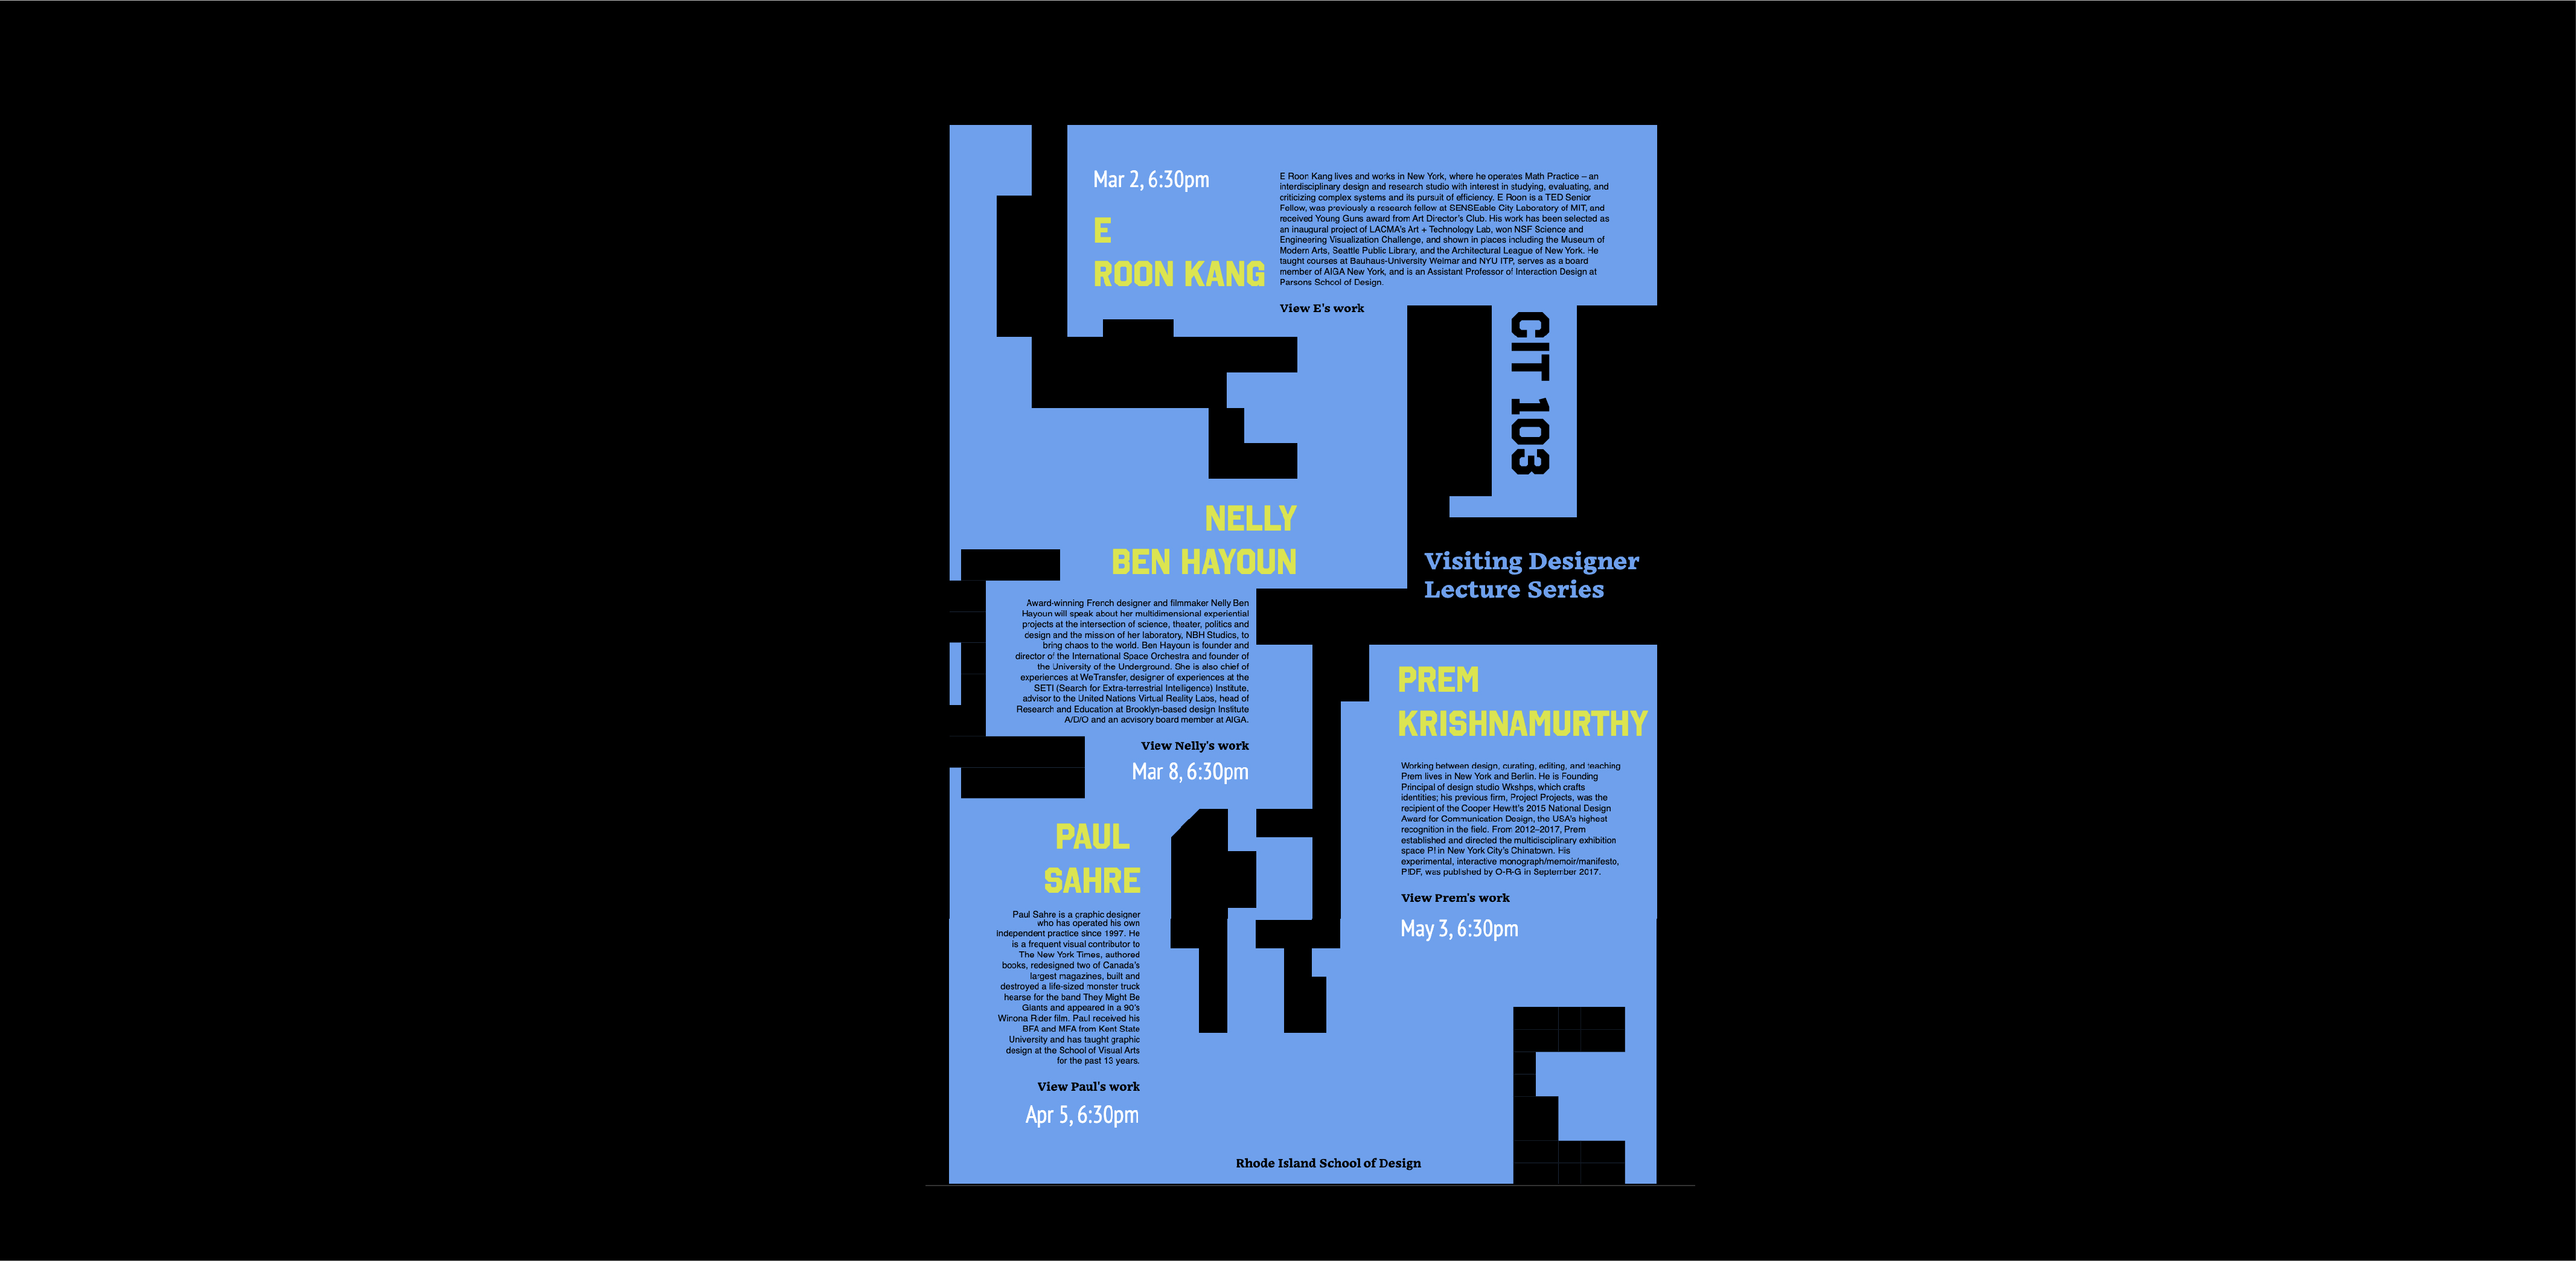 Mar 2, 6:30pm
E
ROON KANG
E Roon Kang lives and works in New York, where he operates Math Practice – an
interdisciplinary design and research studio with interest in studying, evaluating, and
criticizing complex systems and its pursuit of efficiency. E Roon is a TED Senior
Fellow, was previously a research fellow at SENSEable City Laboratory of MIT, and
received Young Guns award from Art Director's Club. His work has been selected as
an inaugural project of LACMA's Art + Technology Lab, won NSF Science and
Engineering Visualization Challenge, and shown in places including the Museum of
Modern Arts, Seattle Public Library, and the Architectural League of New York. He
taught courses at Bauhaus-University Weimar and NYU ITP, serves as a board
member of AIGA New York, and is an Assistant Professor of Interaction Design at
Parsons School of Design.
View E's work
CIT 103
Visiting Designer
Lecture Series
NELLY
BEN HAYOUN
Award-winning French designer and filmmaker Nelly Ben
Hayoun will speak about her multidimensional experiential
projects at the intersection of science, theater, politics and
design and the mission of her laboratory, NBH Studios, to
bring chaos to the world. Ben Hayoun is founder and
director of the International Space Orchestra and founder of
the University of the Underground. She is also chief of
experiences at WeTransfer, designer of experiences at the
SETI (Search for Extra-terrestrial Intelligence) Institute,
advisor to the United Nations Virtual Reality Labs, head of
Research and Education at Brooklyn-based design Institute
A/D/O and an advisory board member at AIGA.
View Nelly's work
Mar 8, 6:30pm
PREM
KRISHNAMURTHY
Working between design, curating, editing, and teaching
Prem lives in New York and Berlin. He is Founding
Principal of design studio Wkshps, which crafts
identities; his previous firm, Project Projects, was the
recipient of the Cooper Hewitt's 2015 National Design
Award for Communication Design, the USA's highest
recognition in the field. From 2012–2017, Prem
established and directed the multidisciplinary exhibition
space P! in New York City's Chinatown. His
experimental, interactive monograph/memoir/manifesto,
P!DF, was published by O-R-G in September 2017.
View Prem's work
May 3, 6:30pm
PAUL
SAHRE
Paul Sahre is a graphic designer
who has operated his own
independent practice since 1997. He
is a frequent visual contributor to
The New York Times, authored
books, redesigned two of Canada's
largest magazines, built and
destroyed a life-sized monster truck
hearse for the band They Might Be
Giants and appeared in a 90's
Winona Rider film. Paul received his
BFA and MFA from Kent State
University and has taught graphic
design at the School of Visual Arts
for the past 13 years.
View Paul's work
Apr 5, 6:30pm
Rhode Island School of Design